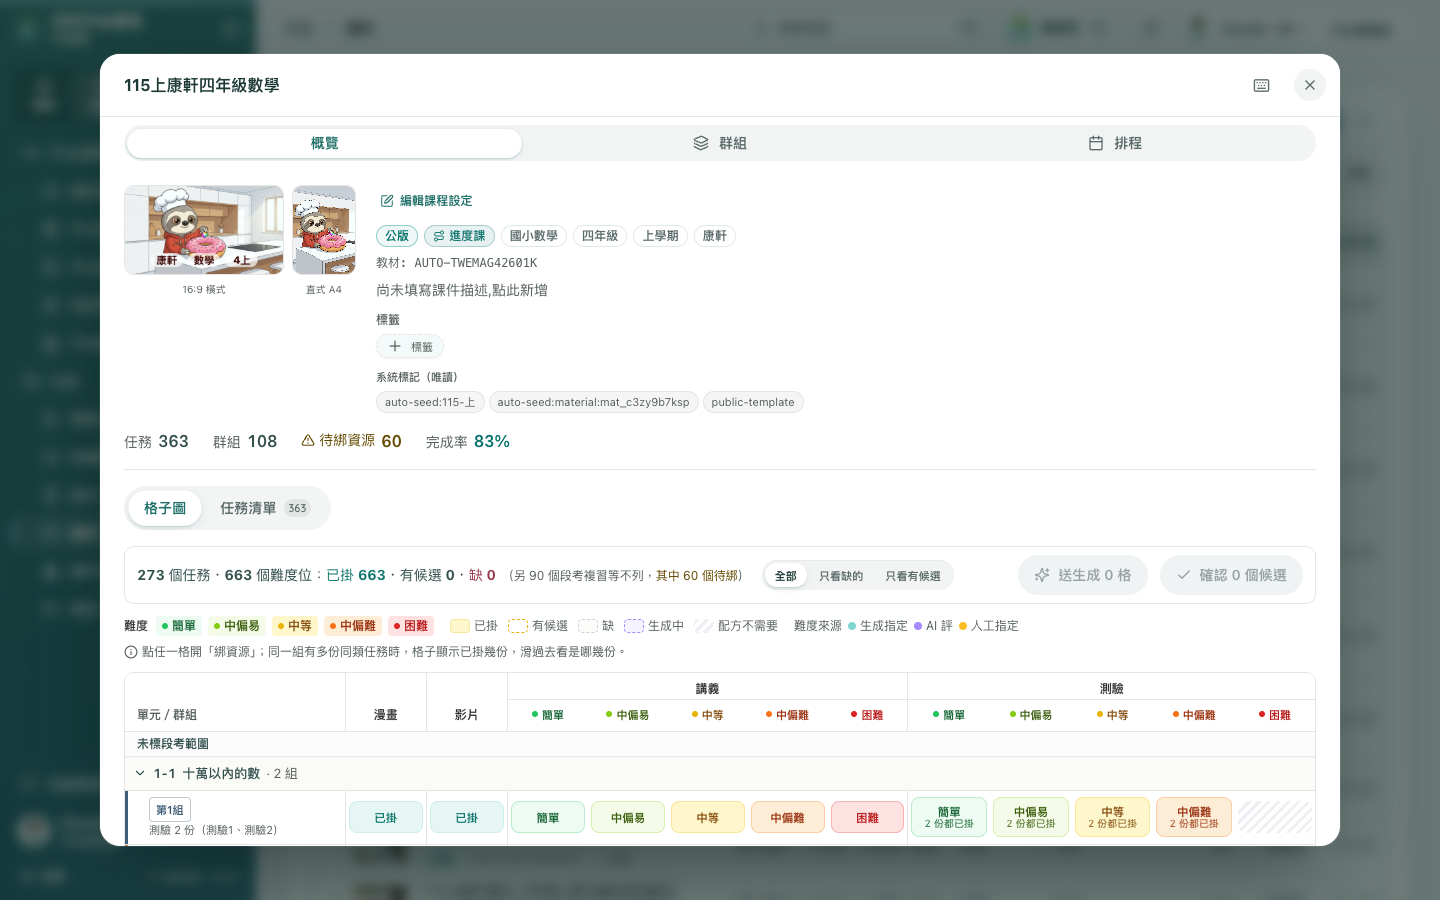 115上康軒四年級數學
概覽
群組
排程
康軒 數學 4上
16:9 橫式
直式 A4
編輯課程設定
公版 進度課 國小數學 四年級 上學期 康軒
教材: AUTO-TWEMAG42601K
尚未填寫課件描述,點此新增
標籤
標籤
系統標記（唯讀）
auto-seed:115-上 auto-seed:material:mat_c3zy9b7ksp public-template
任務 363 群組 108 待綁資源 60 完成率 83%
格子圖 任務清單 363
273 個任務 · 663 個難度位：已掛 663 · 有候選 0 · 缺 0 （另 90 個段考複習等不列，其中 60 個待綁） 全部 只看缺的 只看有候選 送生成 0 格 確認 0 個候選
難度 簡單 中偏易 中等 中偏難 困難 已掛 有候選 缺 生成中 配方不需要 難度來源 生成指定 AI 評 人工指定
點任一格開「綁資源」；同一組有多份同類任務時，格子顯示已掛幾份，滑過去看是哪幾份。
單元 / 群組 漫畫 影片 講義 測驗
簡單 中偏易 中等 中偏難 困難 簡單 中偏易 中等 中偏難 困難
未標段考範圍
1-1 十萬以內的數 · 2 組
第1組
測驗 2 份（測驗1、測驗2）
已掛 已掛 簡單 中偏易 中等 中偏難 困難 簡單 中偏易 中等 中偏難
2 份都已掛 2 份都已掛 2 份都已掛 2 份都已掛